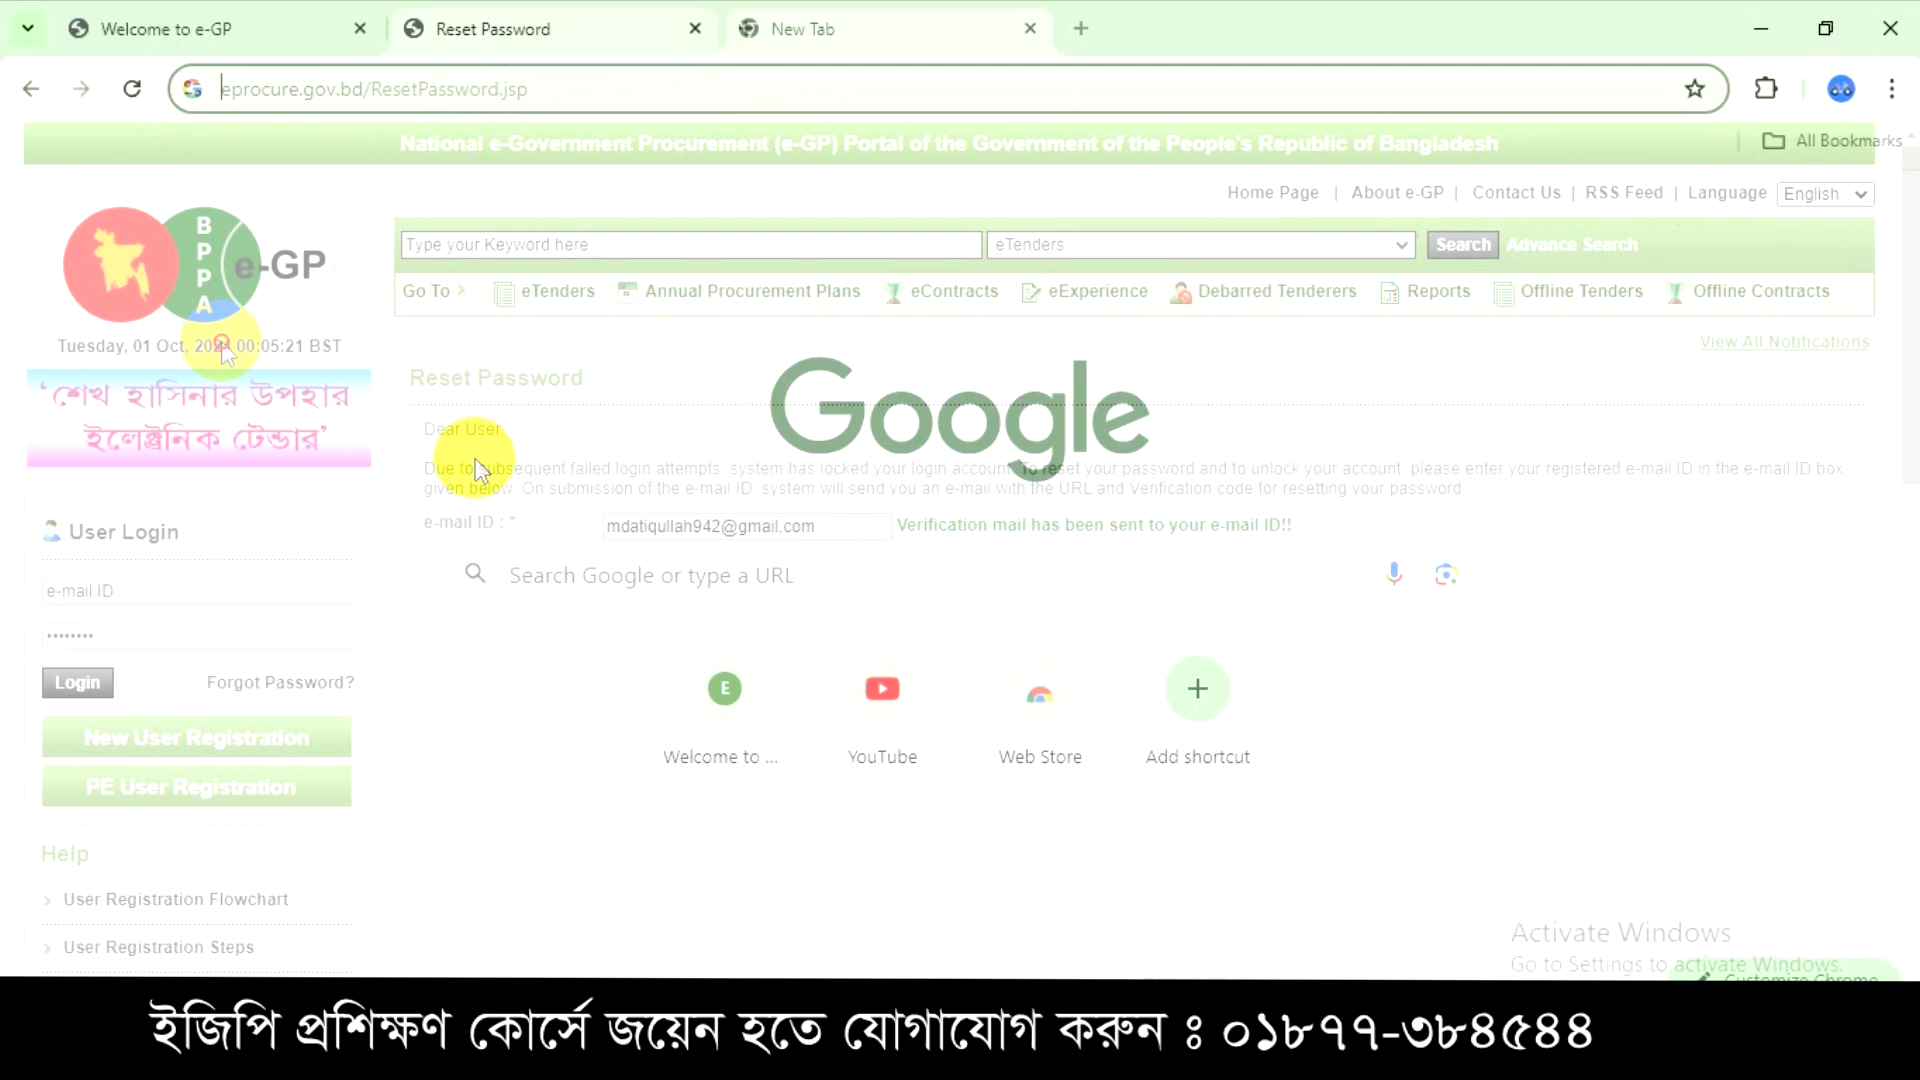 Welcome to e-GP
Reset Password
New Tab
eprocure.gov.bd/ResetPassword.jsp
National e-Government Procurement (e-GP) Portal of the Government of the People's Republic of Bangladesh
All Bookmarks
Home Page | About e-GP | Contact Us | RSS Feed | Language English
BPPA
e-GP
Type your Keyword here
eTenders
Search
Advance Search
Go To
eTenders
Annual Procurement Plans
eContracts
eExperience
Debarred Tenderers
Reports
Offline Tenders
Offline Contracts
Tuesday, 01 Oct, 00:05:21 BST
View All Notifications
‘শেখ হাসিনার উপহার
ইলেক্ট্রনিক টেন্ডার’
Reset Password
Google
Dear User,
Due to subsequent failed login attempts, system has locked your login account. To reset your password and to unlock your account, please enter your registered e-mail ID in the e-mail ID box
given below. On submission of the e-mail ID, system will send you an e-mail with the URL and Verification code for resetting your password
e-mail ID : *
mdatiqullah942@gmail.com
Verification mail has been sent to your e-mail ID!!
Search Google or type a URL
User Login
e-mail ID
Login
Forgot Password?
New User Registration
PE User Registration
E
Welcome to ...
YouTube
Web Store
Add shortcut
Help
User Registration Flowchart
User Registration Steps
Activate Windows
Go to Settings to activate Windows.
Customize Chrome
ইজিপি প্রশিক্ষণ কোর্সে জয়েন হতে যোগাযোগ করুন ঃ ০১৮৭৭-৩৮৪৫৪৪